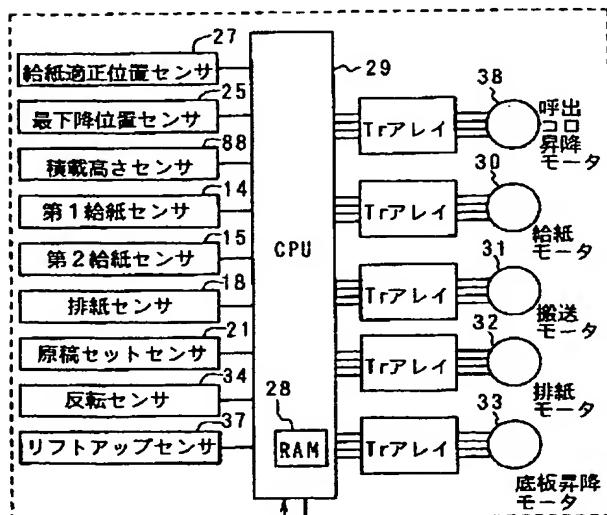 27
給紙適正位置センサ
25
最下降位置センサ
88
積載高さセンサ
14
第1給紙センサ
15
第2給紙センサ
18
排紙センサ
21
原稿セットセンサ
34
反転センサ
37
リフトアップセンサ
29
CPU
28
RAM
Trアレイ
38
呼出
コロ
昇降
モータ
Trアレイ
30
給紙
モータ
Trアレイ
31
搬送
モータ
Trアレイ
32
排紙
モータ
Trアレイ
33
底板昇降
モータ